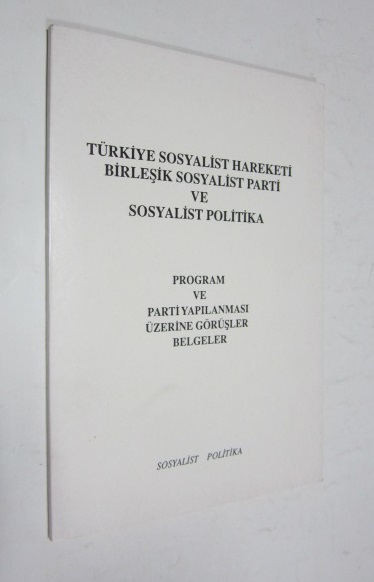 TÜRKİYE SOSYALİST HAREKETİ
BİRLEŞİK SOSYALİST PARTİ
VE
SOSYALİST POLİTİKA
PROGRAM
VE
PARTİ YAPILANMASI
ÜZERİNE GÖRÜŞLER
BELGELER
SOSYALİST POLİTİKA